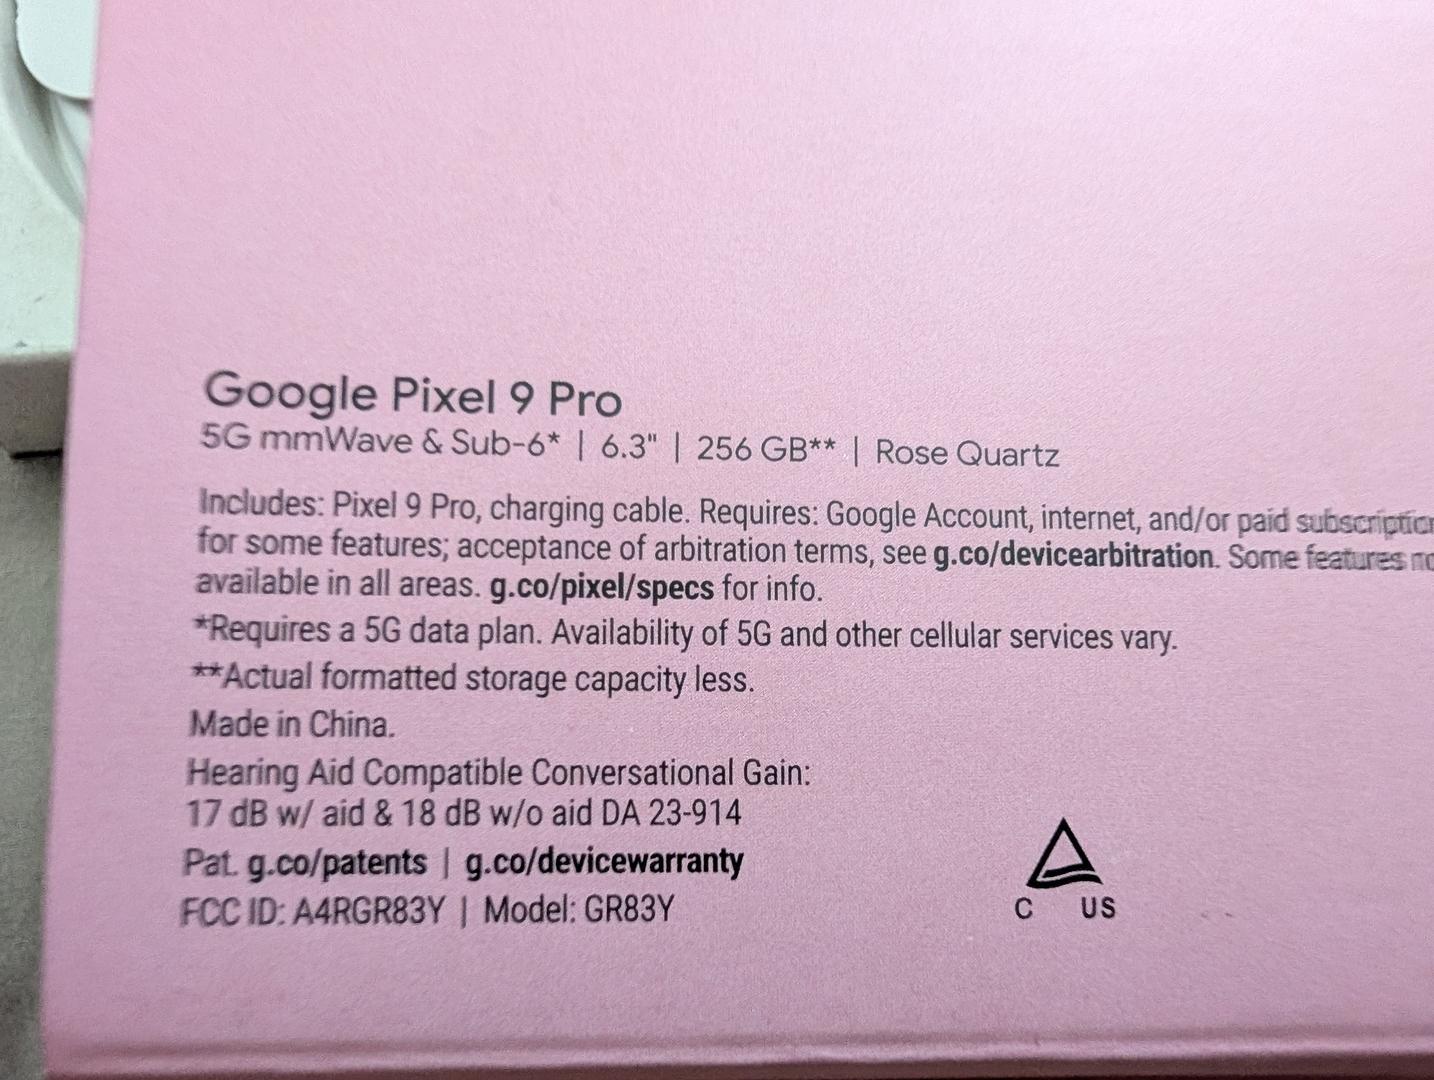 Google Pixel 9 Pro
5G mmWave & Sub-6* | 6.3" | 256 GB** | Rose Quartz
Includes: Pixel 9 Pro, charging cable. Requires: Google Account, internet, and/or paid subscription
for some features; acceptance of arbitration terms, see g.co/devicearbitration. Some features
available in all areas. g.co/pixel/specs for info.
*Requires a 5G data plan. Availability of 5G and other cellular services vary.
**Actual formatted storage capacity less.
Made in China.
Hearing Aid Compatible Conversational Gain:
17 dB w/ aid & 18 dB w/o aid DA 23-914
Pat. g.co/patents | g.co/devicewarranty
FCC ID: A4RGR83Y | Model: GR83Y
C US